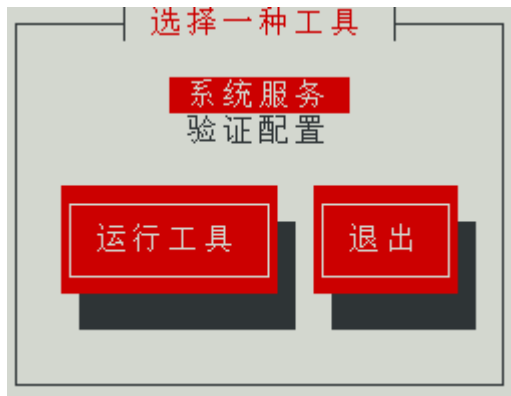 选择一种工具
系统服务
验证配置
运行工具 退出